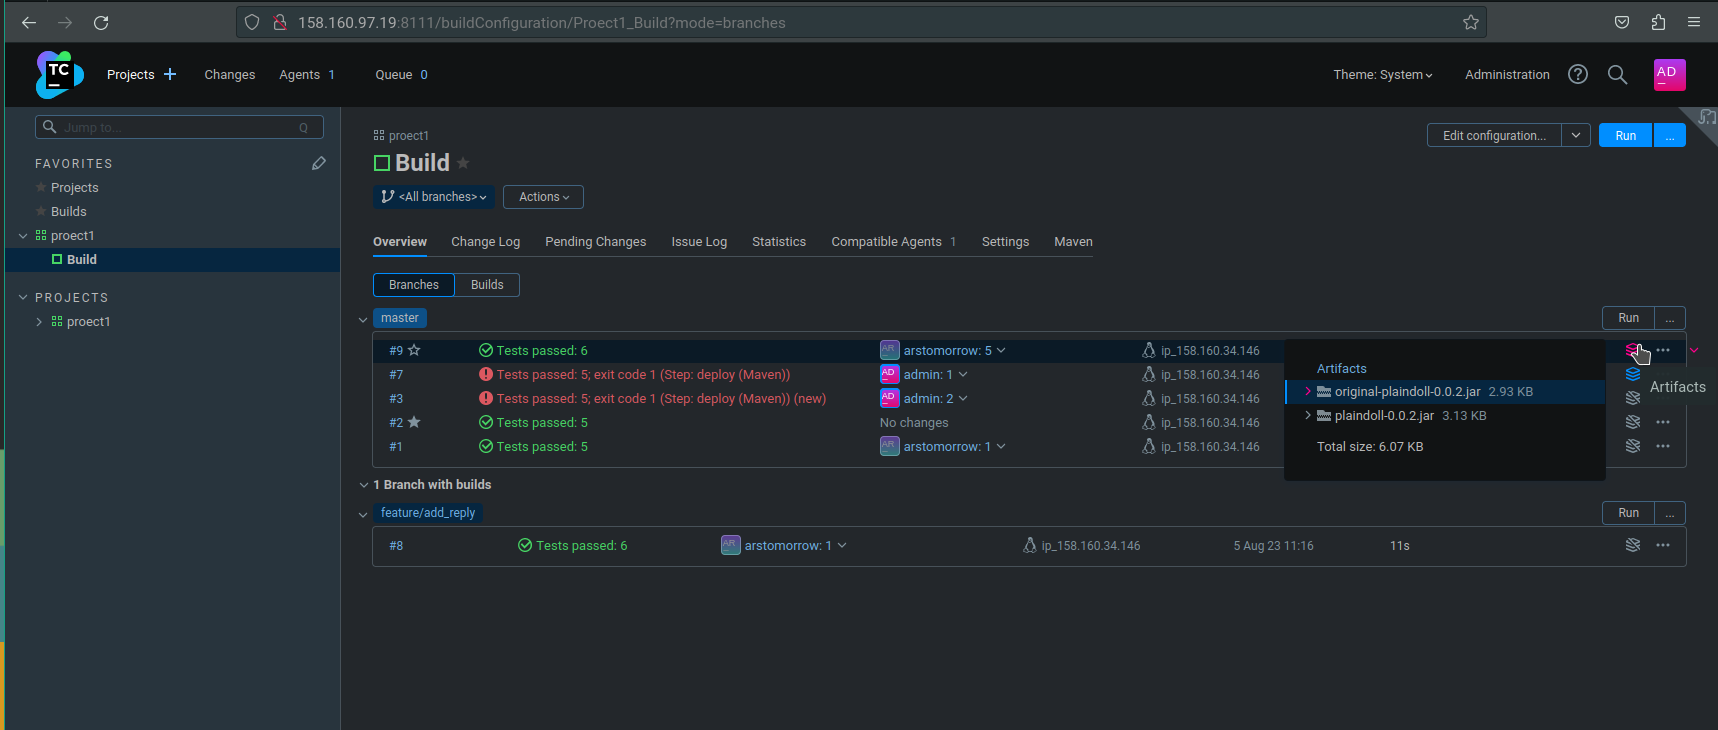 158.160.97.19:8111/buildConfiguration/Proect1_Build?mode=branches
TC
Projects
Changes
Agents 1
Queue 0
Theme: System
Administration
AD
Jump to... Q
FAVORITES
Projects
Builds
proect1
Build
PROJECTS
proect1
proect1
Edit configuration...
Run ...
Build
<All branches>
Actions
Overview Change Log Pending Changes Issue Log Statistics Compatible Agents 1 Settings Maven
Branches Builds
master
Run ...
#9 Tests passed: 6 AR arstomorrow: 5 ip_158.160.34.146
#7 Tests passed: 5; exit code 1 (Step: deploy (Maven)) AD admin: 1 ip_158.160.34.146
#3 Tests passed: 5; exit code 1 (Step: deploy (Maven)) (new) AD admin: 2 ip_158.160.34.146
#2 Tests passed: 5 No changes ip_158.160.34.146
#1 Tests passed: 5 AR arstomorrow: 1 ip_158.160.34.146
Artifacts
original-plaindoll-0.0.2.jar 2.93 KB
plaindoll-0.0.2.jar 3.13 KB
Total size: 6.07 KB
Artifacts
1 Branch with builds
feature/add_reply
Run ...
#8 Tests passed: 6 AR arstomorrow: 1 ip_158.160.34.146 5 Aug 23 11:16 11s